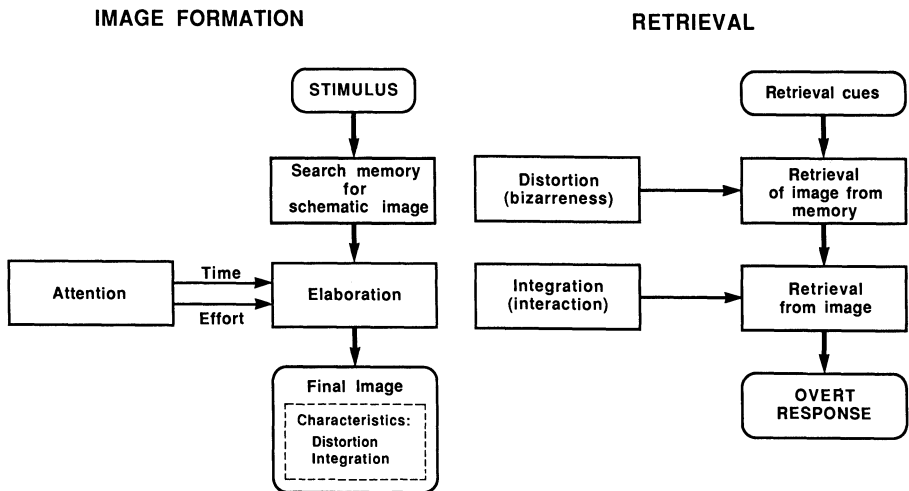 IMAGE FORMATION
STIMULUS
Search memory
for
schematic image
Attention
Time
Effort
Elaboration
Final Image
Characteristics:
Distortion
Integration
RETRIEVAL
Retrieval cues
Distortion
(bizarreness)
Retrieval
of image from
memory
Integration
(interaction)
Retrieval
from image
OVERT
RESPONSE